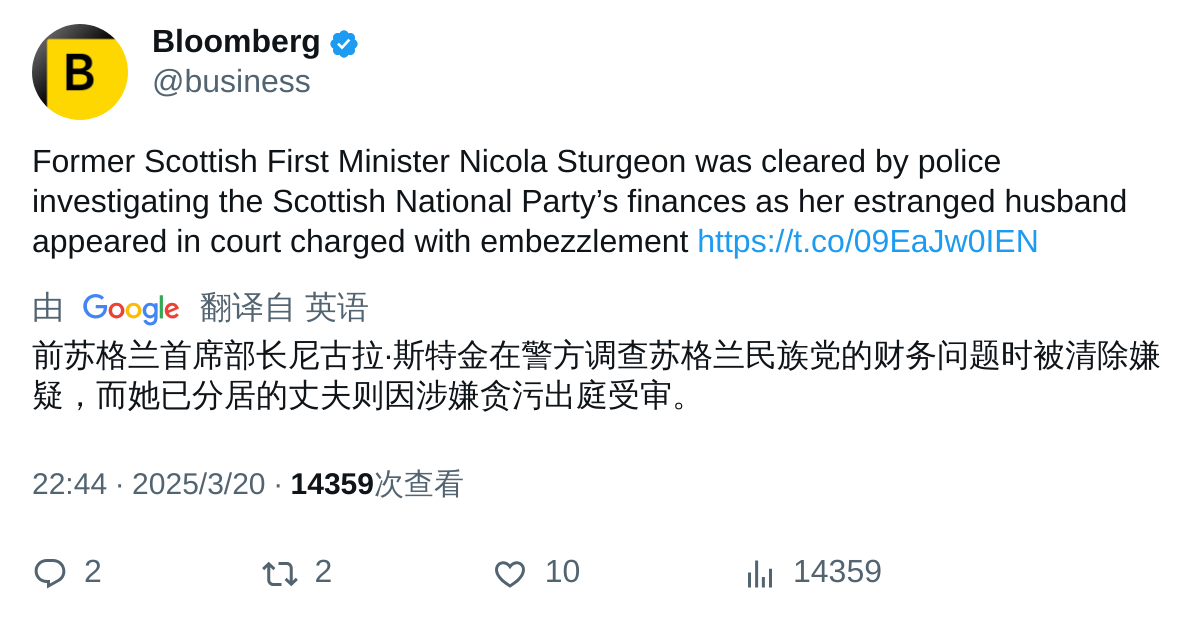 B
Bloomberg
@business
Former Scottish First Minister Nicola Sturgeon was cleared by police
investigating the Scottish National Party’s finances as her estranged husband
appeared in court charged with embezzlement https://t.co/09EaJw0IEN
由 Google 翻译自 英语
前苏格兰首席部长尼古拉·斯特金在警方调查苏格兰民族党的财务问题时被清除嫌
疑，而她已分居的丈夫则因涉嫌贪污出庭受审。
22:44 · 2025/3/20 · 14359次查看
2 2 10 14359